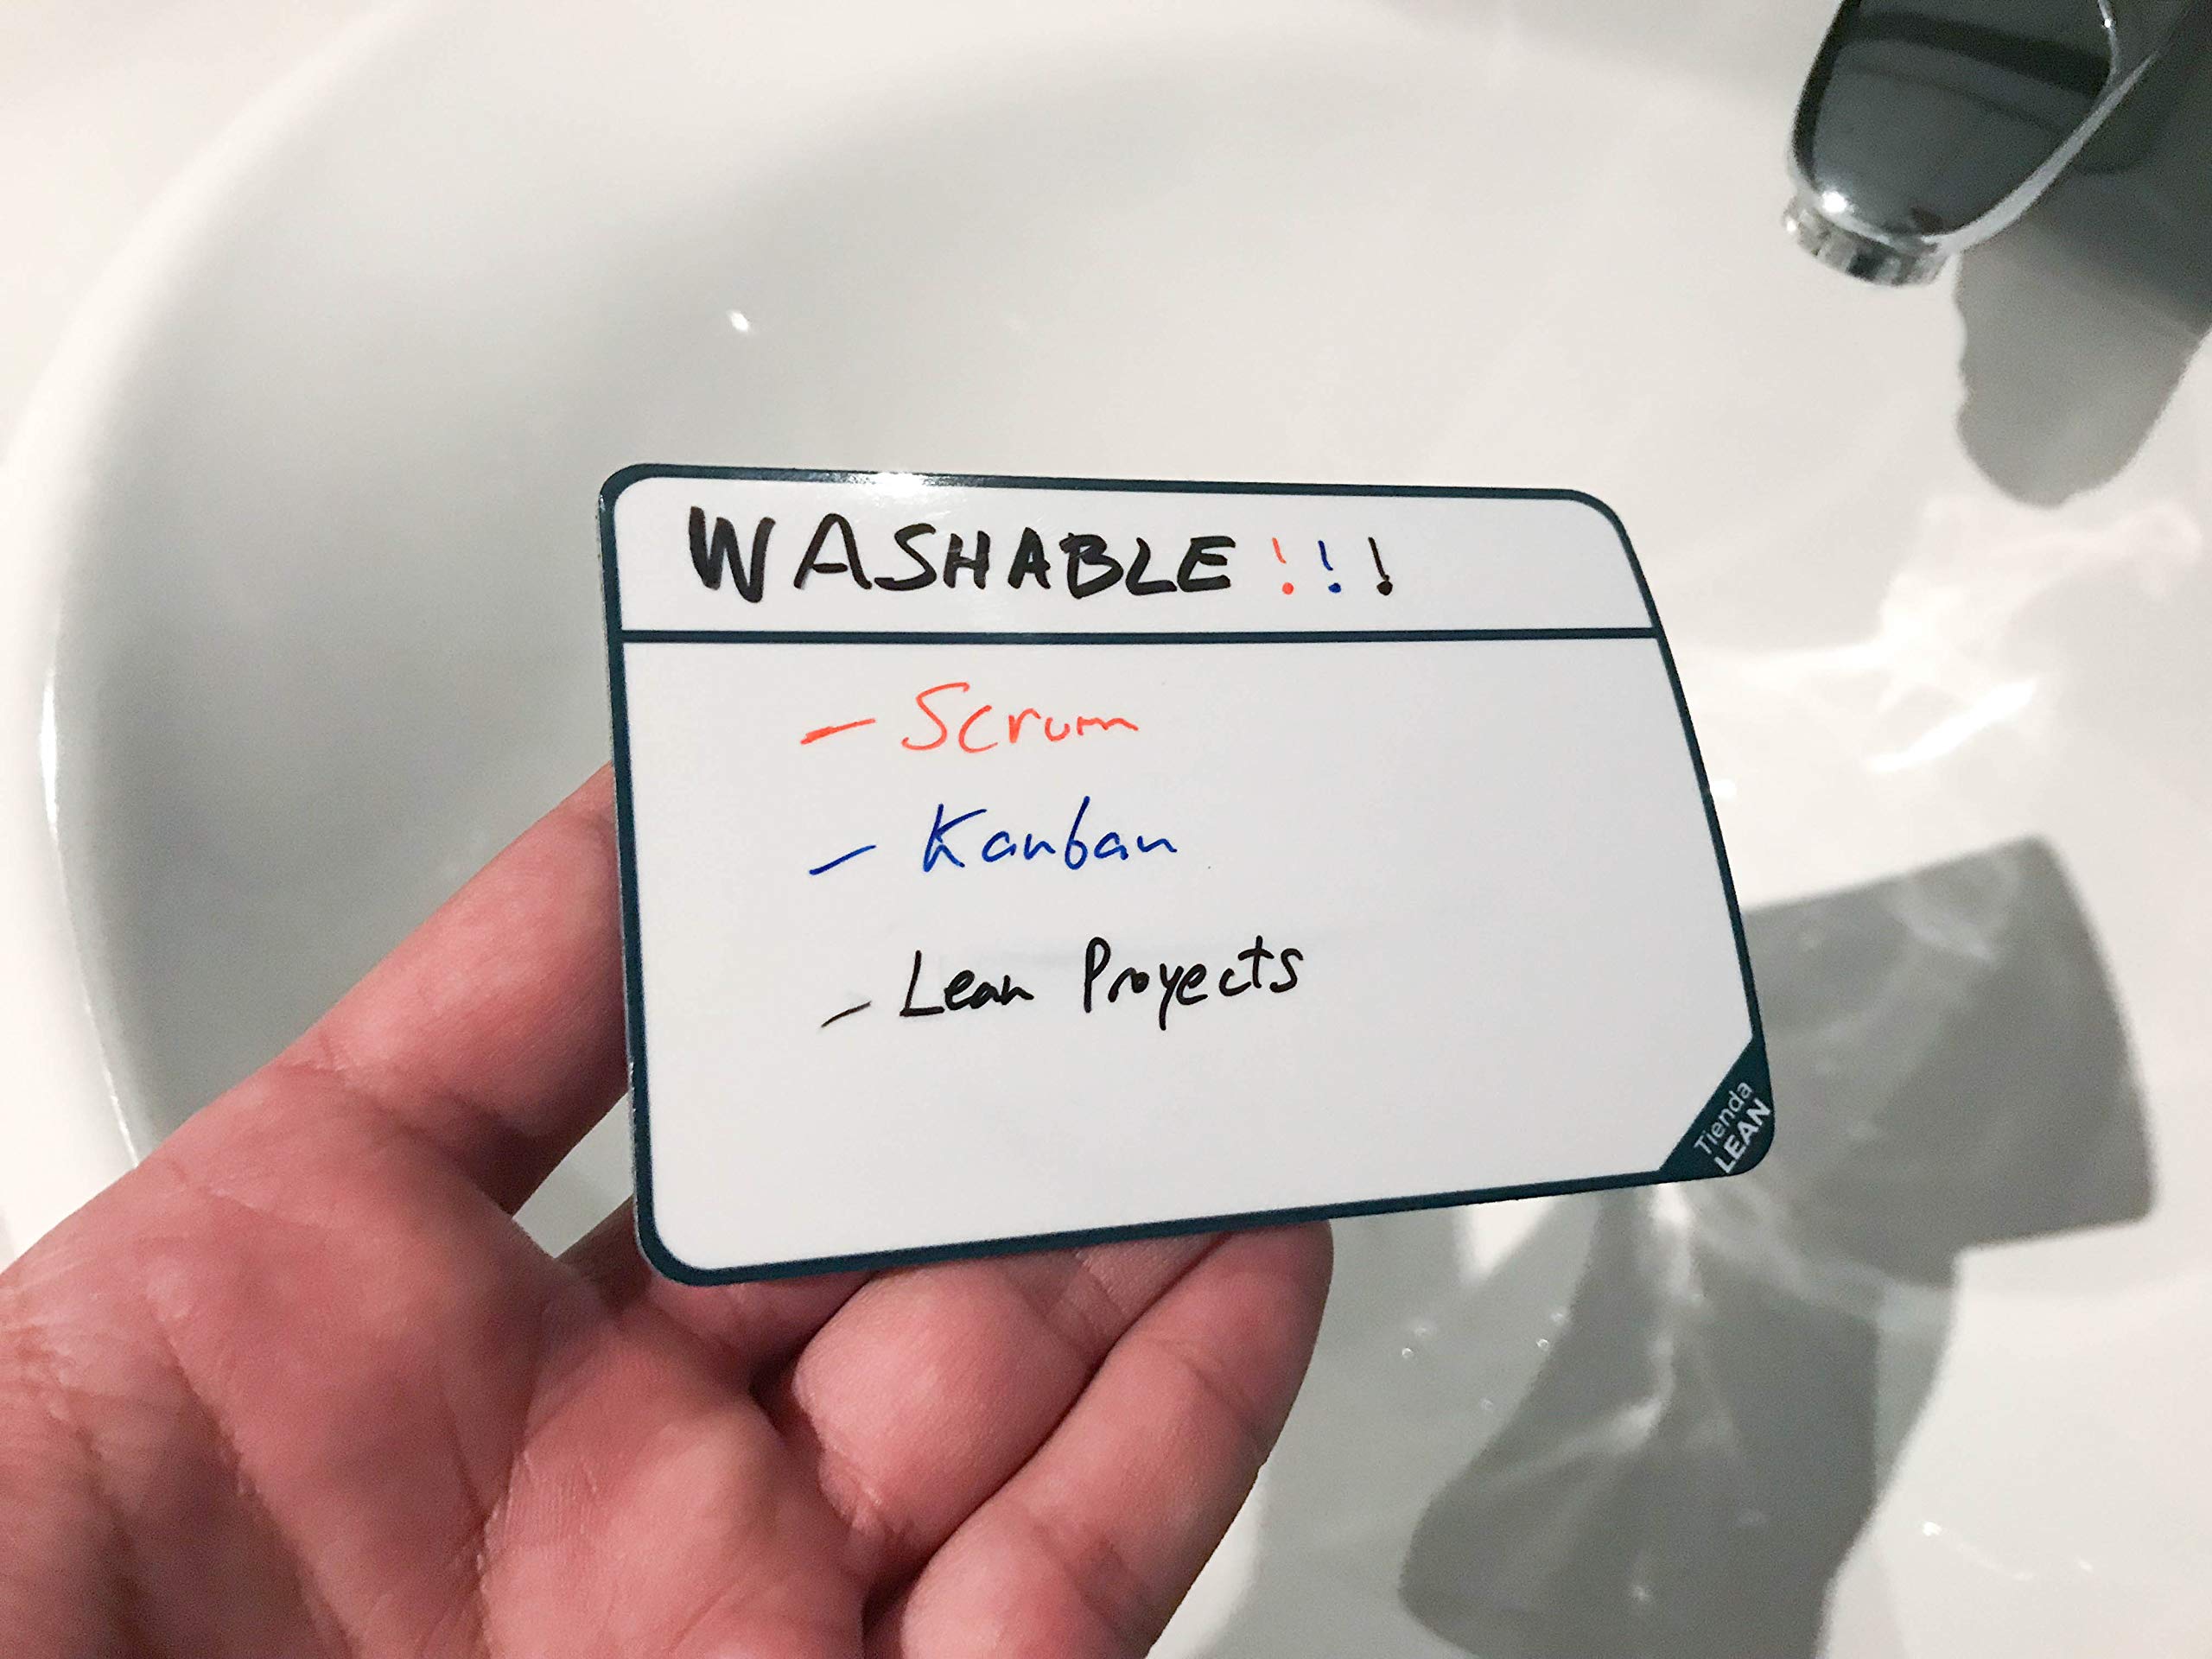 WASHABLE!!!
- Scrum
- Kanban
- Lean Proyects
Tienda
LEAN